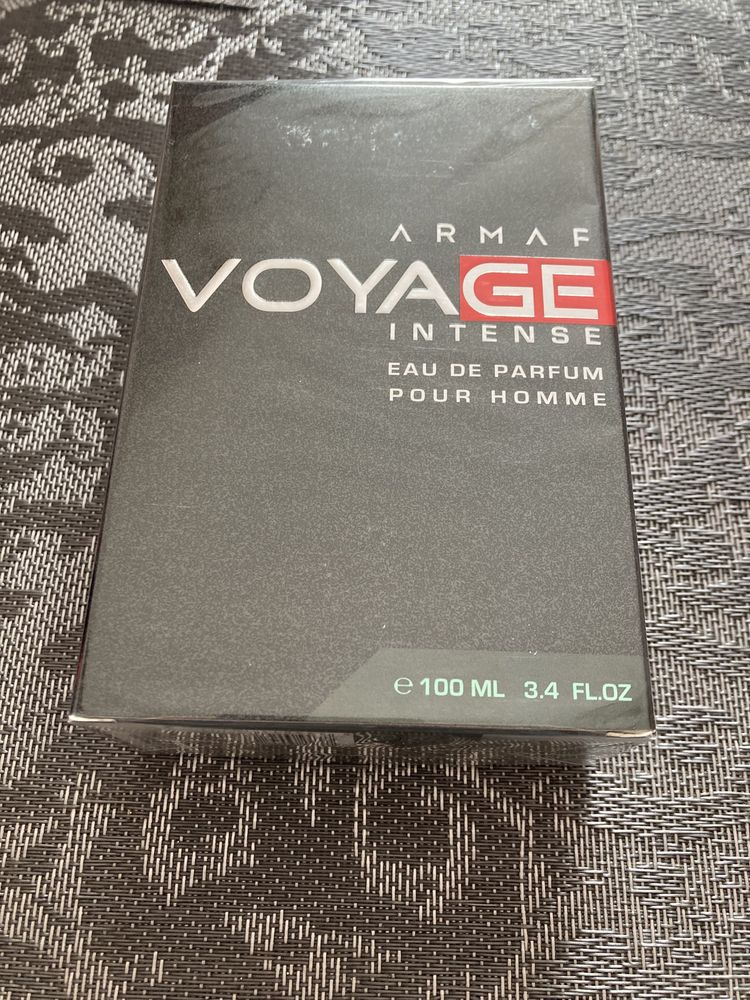 ARMAF
VOYAGE
INTENSE
EAU DE PARFUM
POUR HOMME
e 100 ML 3.4 FL.OZ